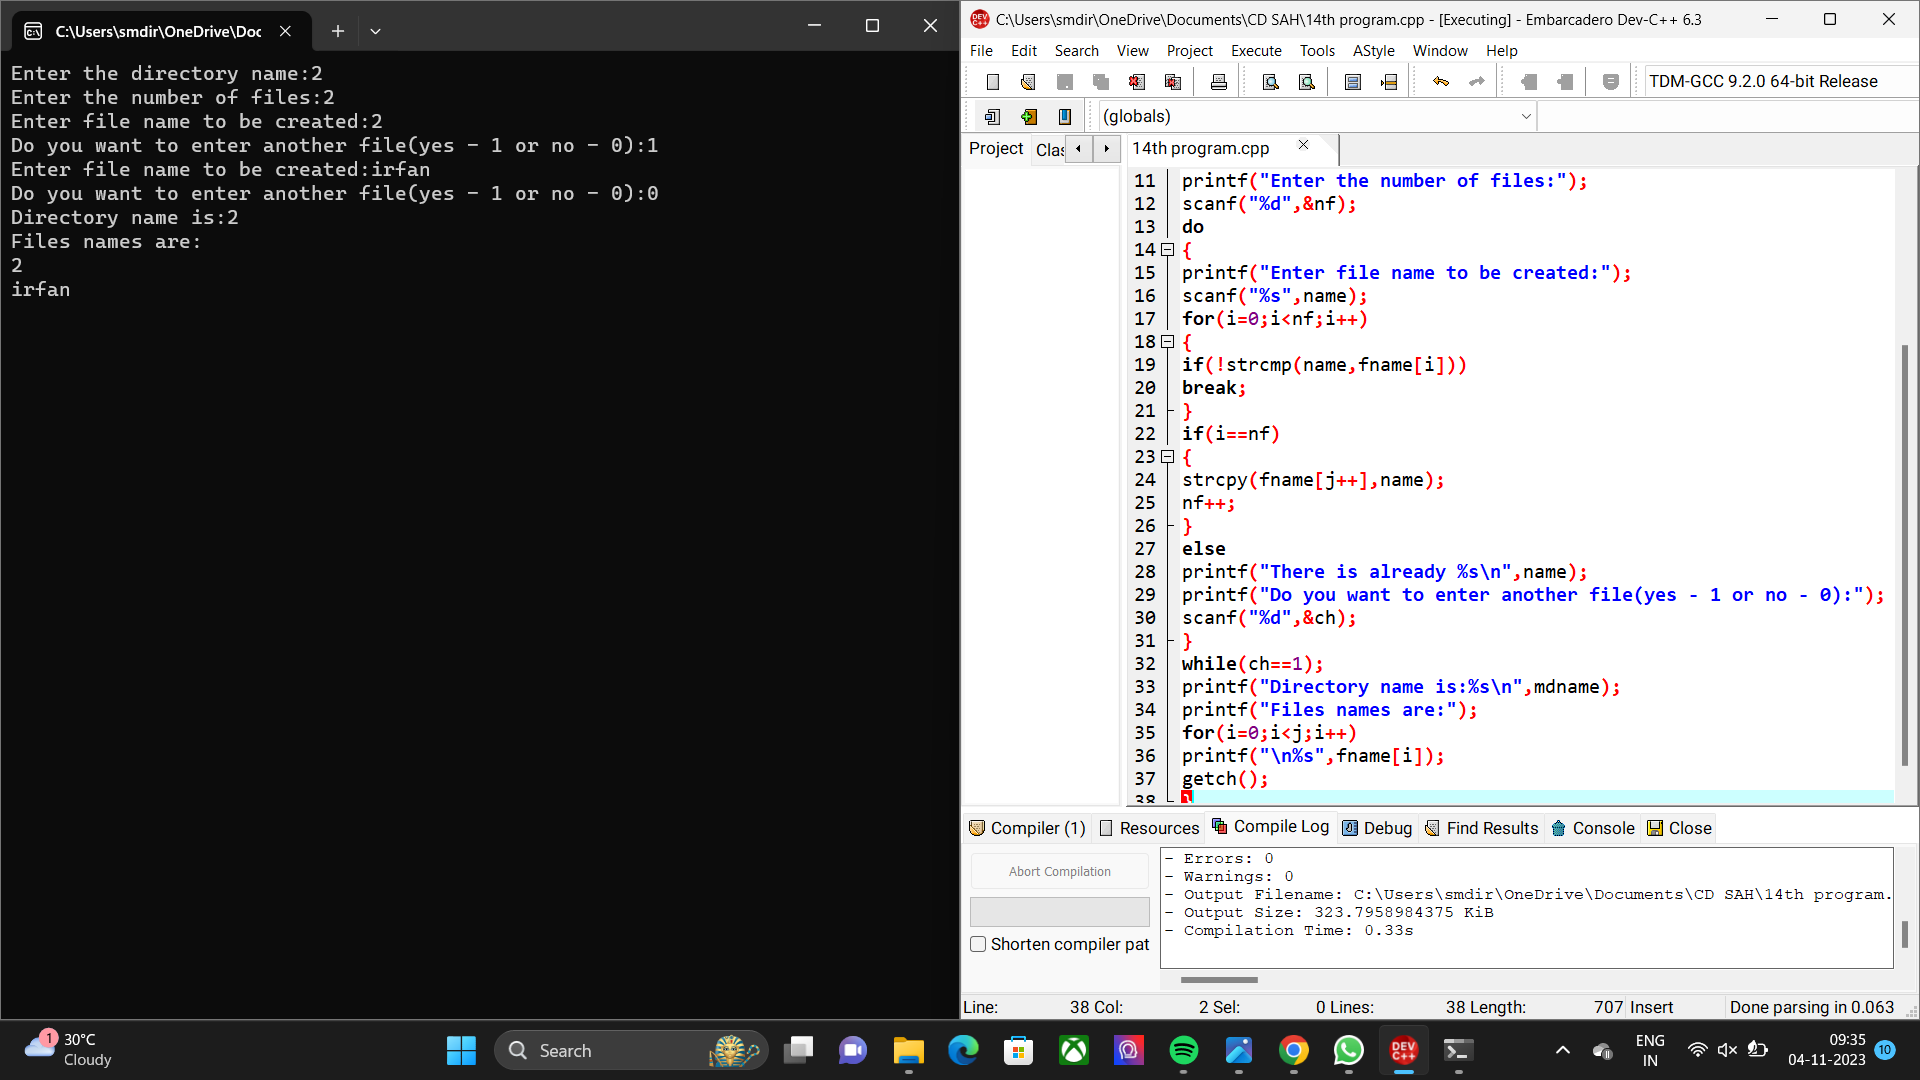 C:\Users\smdir\OneDrive\Doc
Enter the directory name:2
Enter the number of files:2
Enter file name to be created:2
Do you want to enter another file(yes - 1 or no - 0):1
Enter file name to be created:irfan
Do you want to enter another file(yes - 1 or no - 0):0
Directory name is:2
Files names are:
2
irfan
C:\Users\smdir\OneDrive\Documents\CD SAH\14th program.cpp - [Executing] - Embarcadero Dev-C++ 6.3
File Edit Search View Project Execute Tools AStyle Window Help
TDM-GCC 9.2.0 64-bit Release
(globals)
Project Clas 14th program.cpp
11 printf("Enter the number of files:");
12 scanf("%d",&nf);
13 do
14 {
15 printf("Enter file name to be created:");
16 scanf("%s",name);
17 for(i=0;i<nf;i++)
18 {
19 if(!strcmp(name,fname[i]))
20 break;
21 }
22 if(i==nf)
23 {
24 strcpy(fname[j++],name);
25 nf++;
26 }
27 else
28 printf("There is already %s\n",name);
29 printf("Do you want to enter another file(yes - 1 or no - 0):");
30 scanf("%d",&ch);
31 }
32 while(ch==1);
33 printf("Directory name is:%s\n",mdname);
34 printf("Files names are:");
35 for(i=0;i<j;i++)
36 printf("\n%s",fname[i]);
37 getch();
38 }
Compiler (1) Resources Compile Log Debug Find Results Console Close
Abort Compilation
Shorten compiler pat
- Errors: 0
- Warnings: 0
- Output Filename: C:\Users\smdir\OneDrive\Documents\CD SAH\14th program.
- Output Size: 323.7958984375 KiB
- Compilation Time: 0.33s
Line: 38 Col: 2 Sel: 0 Lines: 38 Length: 707 Insert Done parsing in 0.063
1
30°C
Cloudy
Search
DEV C++
ENG
IN
09:35
04-11-2023
10